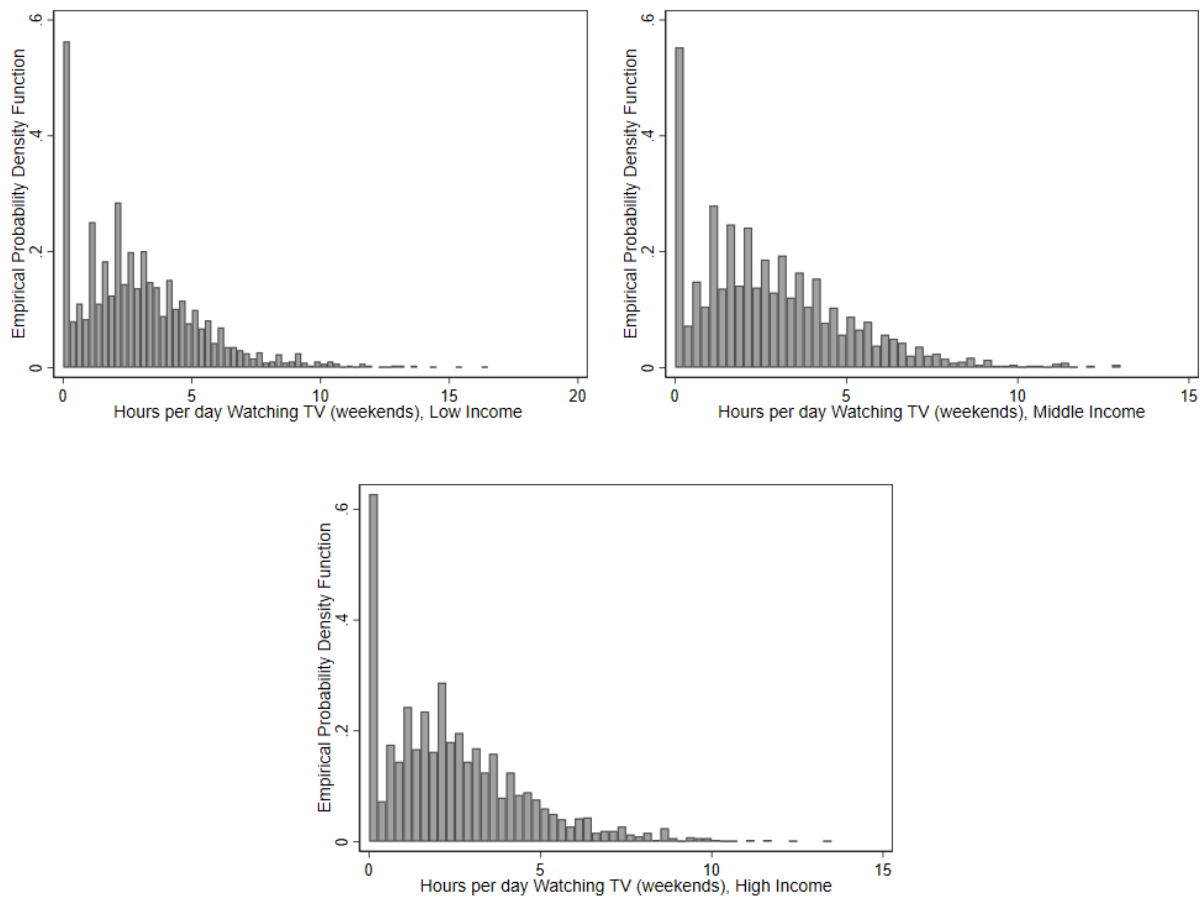 Empirical Probability Density Function
.6
.4
.2
0
0 5 10 15 20
Hours per day Watching TV (weekends), Low Income
Empirical Probability Density Function
.6
.4
.2
0
0 5 10 15
Hours per day Watching TV (weekends), Middle Income
Empirical Probability Density Function
.6
.4
.2
0
0 5 10 15
Hours per day Watching TV (weekends), High Income